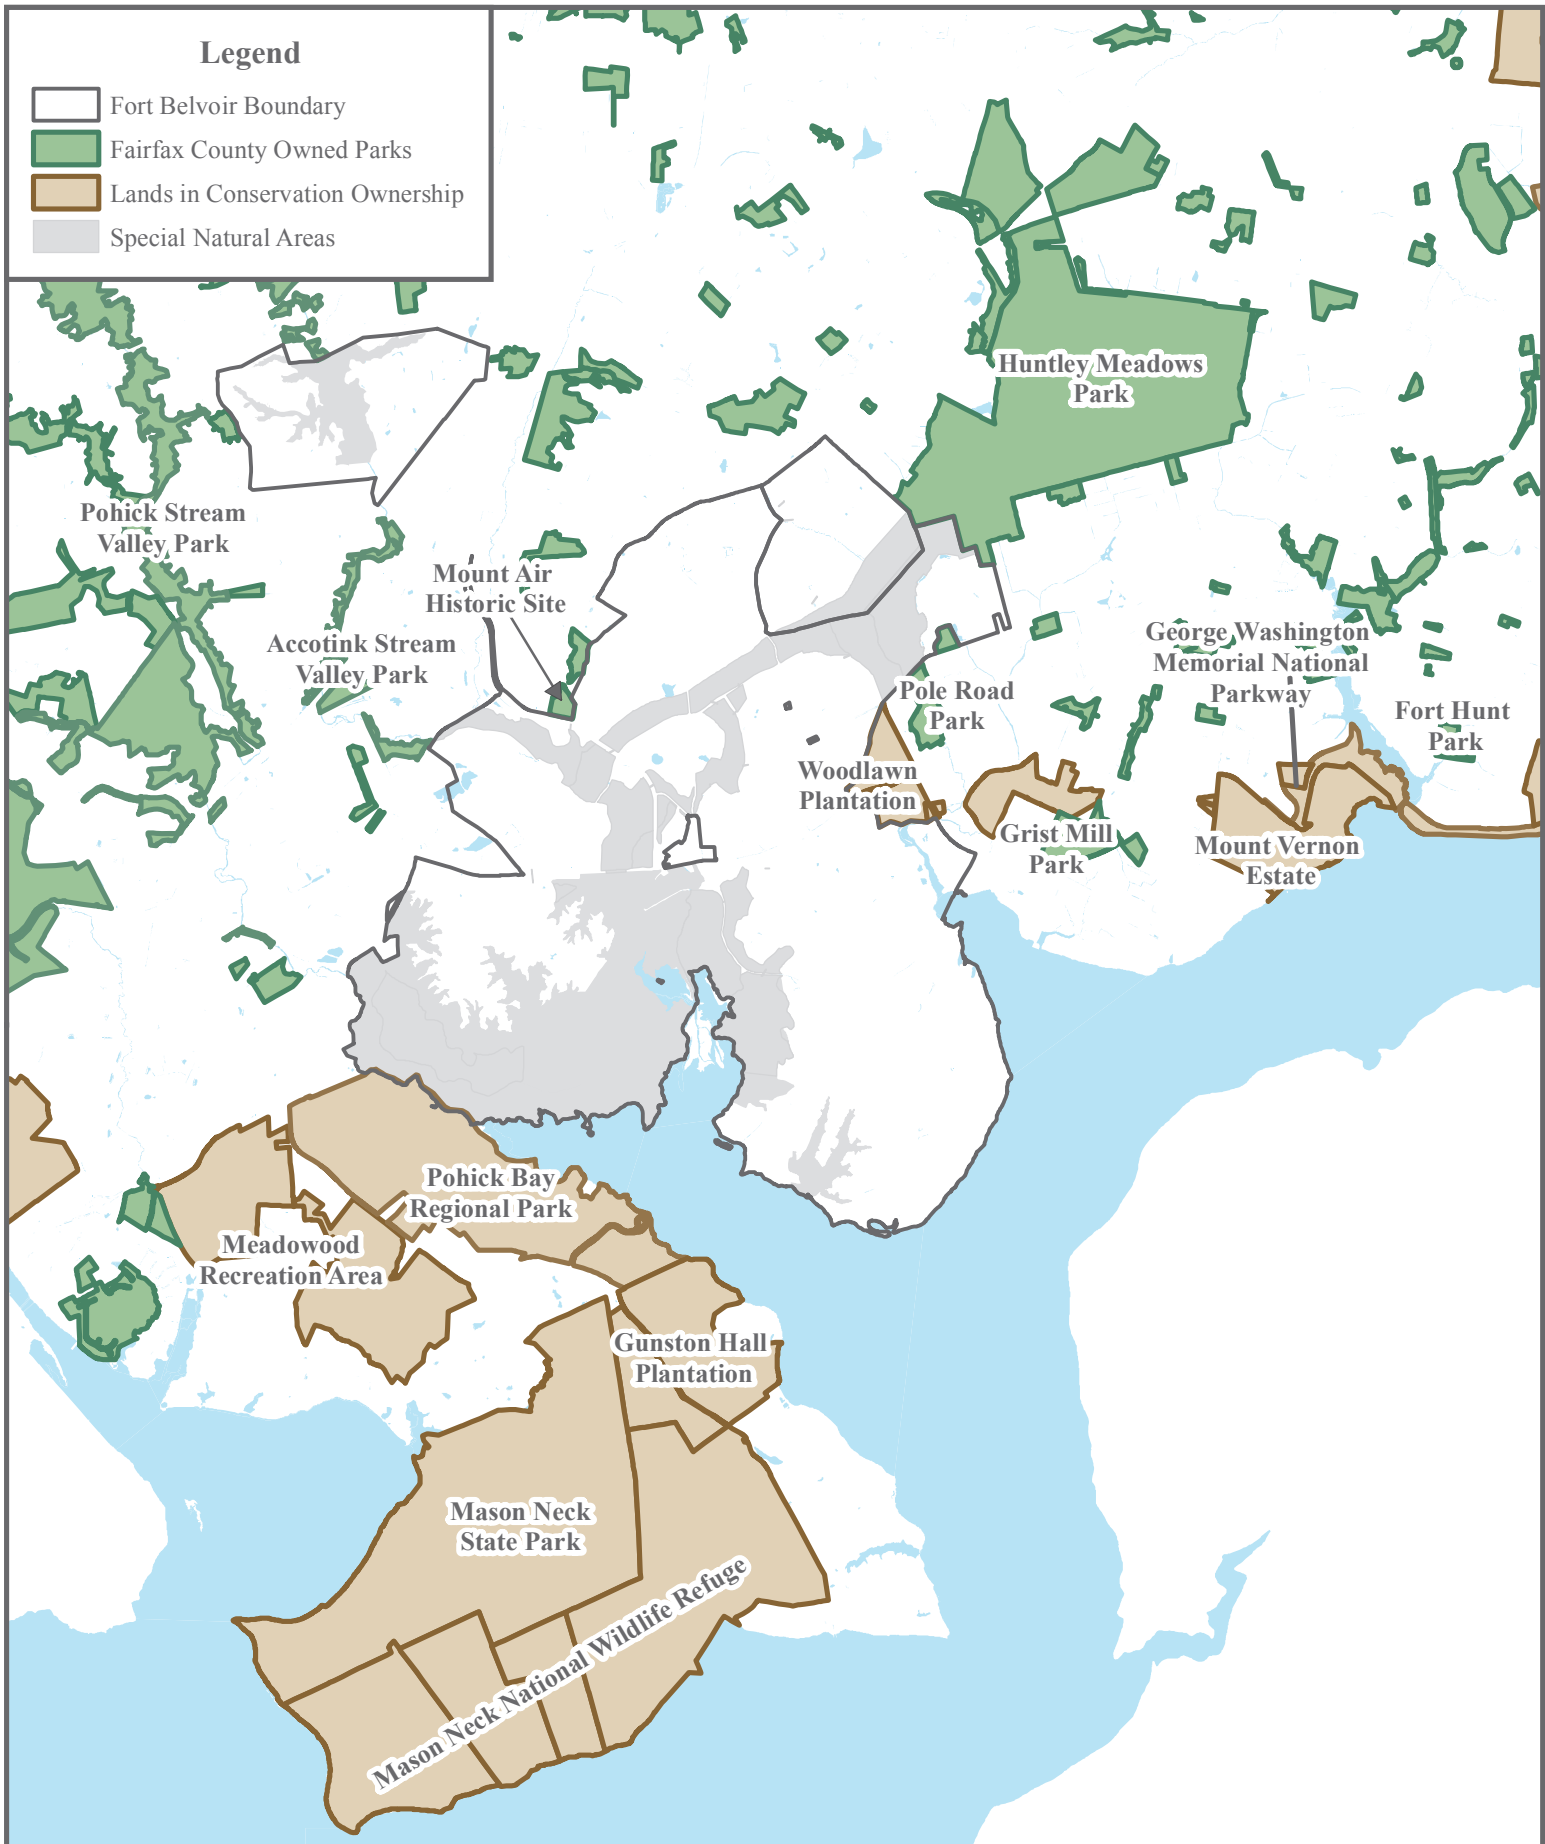 Legend
Fort Belvoir Boundary
Fairfax County Owned Parks
Lands in Conservation Ownership
Special Natural Areas
Huntley Meadows
Park
Pohick Stream
Valley Park
Mount Air
Historic Site
Accotink Stream
Valley Park
George Washington
Memorial National
Parkway
Pole Road
Park
Fort Hunt
Park
Woodlawn
Plantation
Grist Mill
Park
Mount Vernon
Estate
Pohick Bay
Regional Park
Meadowood
Recreation Area
Gunston Hall
Plantation
Mason Neck
State Park
Mason Neck National Wildlife Refuge